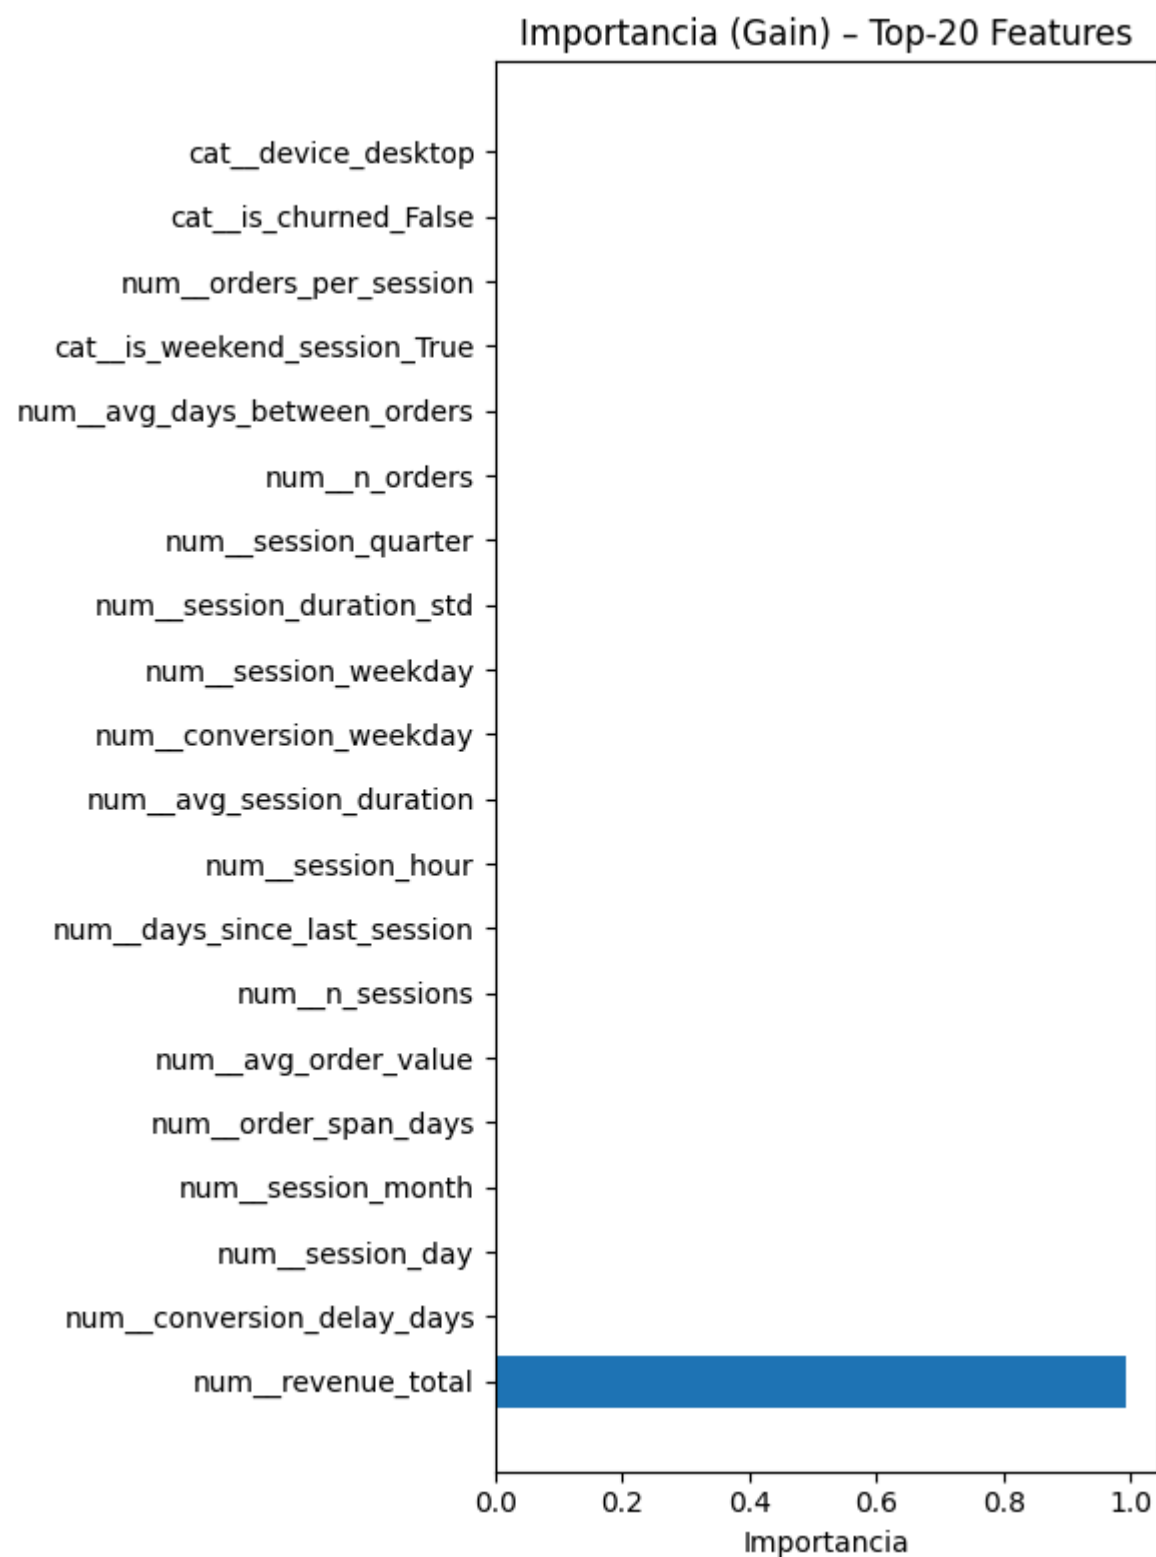 Importancia (Gain) – Top-20 Features
cat__device_desktop
cat__is_churned_False
num__orders_per_session
cat__is_weekend_session_True
num__avg_days_between_orders
num__n_orders
num__session_quarter
num__session_duration_std
num__session_weekday
num__conversion_weekday
num__avg_session_duration
num__session_hour
num__days_since_last_session
num__n_sessions
num__avg_order_value
num__order_span_days
num__session_month
num__session_day
num__conversion_delay_days
num__revenue_total
0.0 0.2 0.4 0.6 0.8 1.0
Importancia